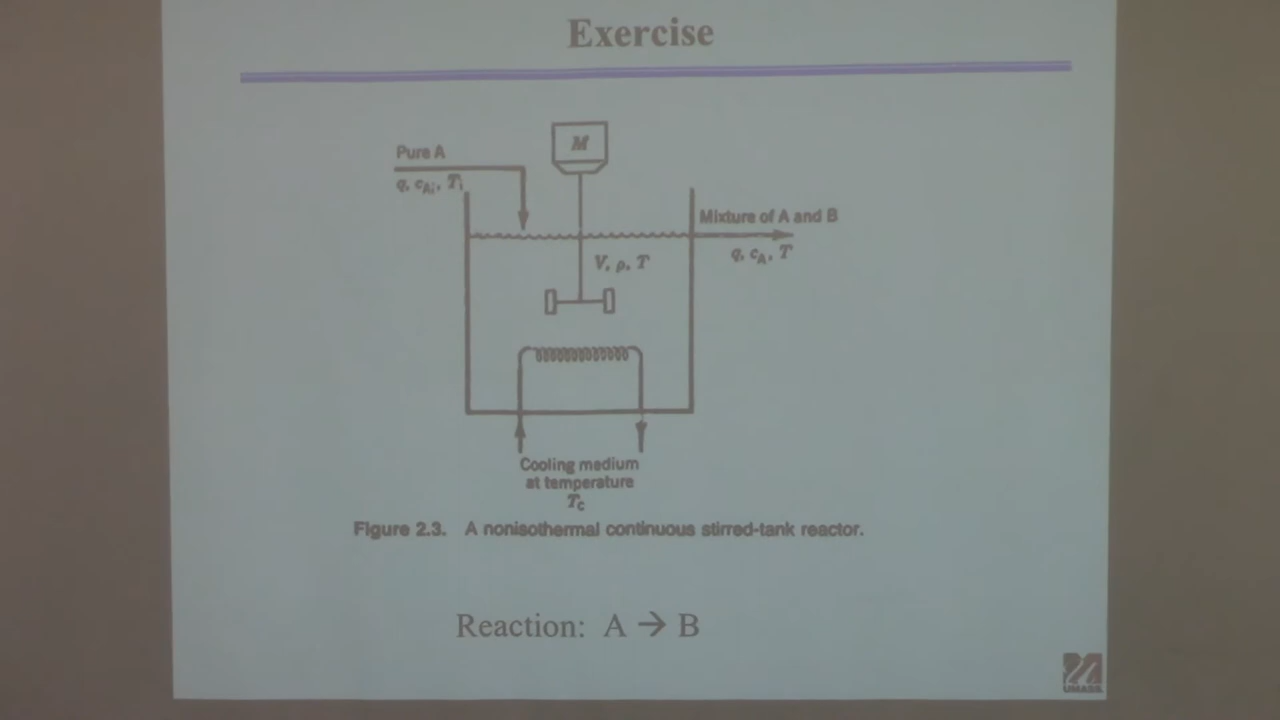 Exercise
M
Pure A
q, cAi, Ti
Mixture of A and B
q, cA, T
V, ρ, T
Cooling medium
at temperature
Tc
Figure 2.3. A nonisothermal continuous stirred-tank reactor.
Reaction: A → B
UMASS